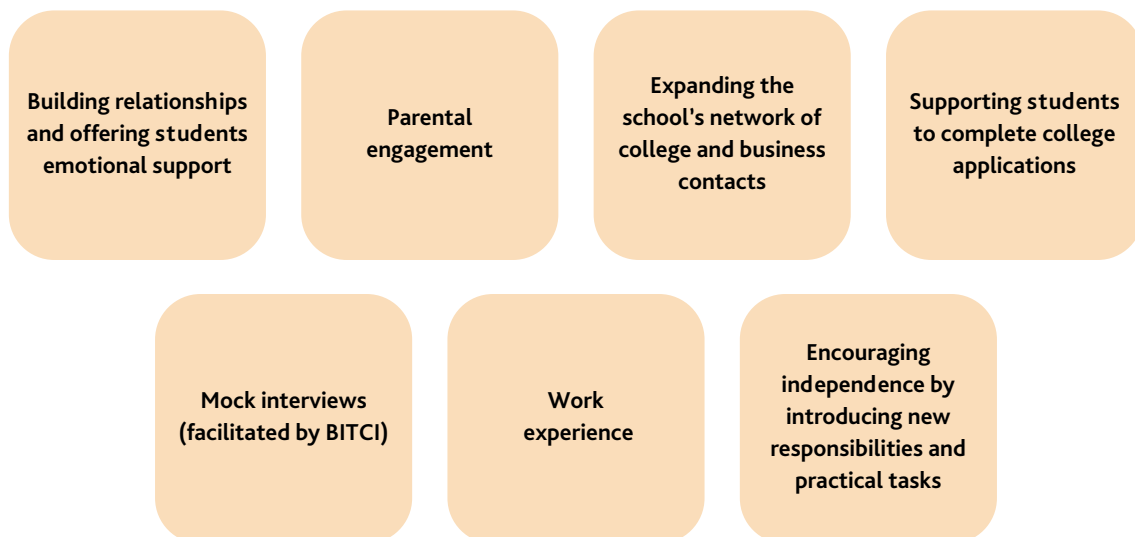 Building relationships
and offering students
emotional support
Parental
engagement
Expanding the
school's network of
college and business
contacts
Supporting students
to complete college
applications
Mock interviews
(facilitated by BITCI)
Work
experience
Encouraging
independence by
introducing new
responsibilities and
practical tasks